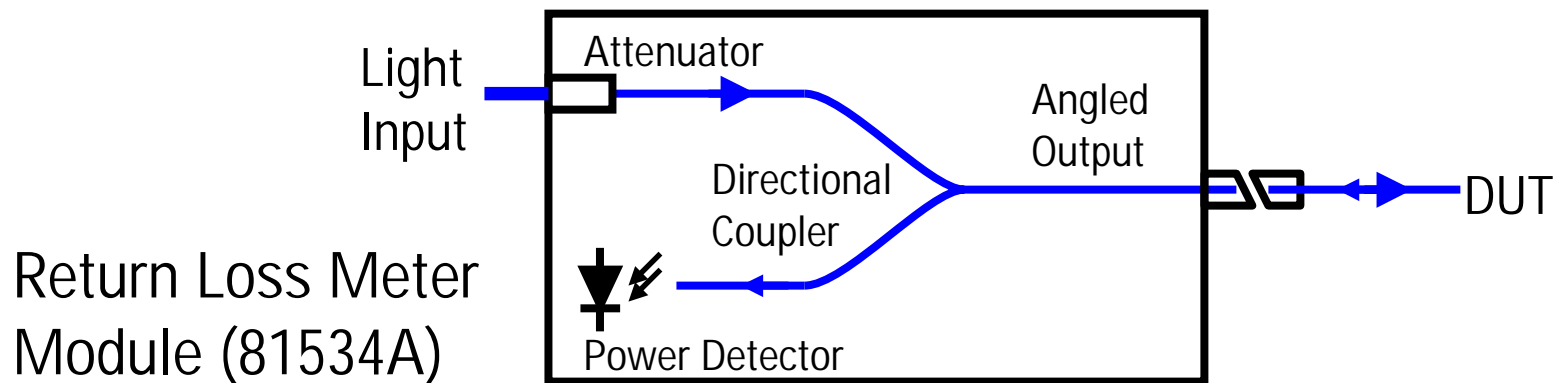 Light
Input
Attenuator
Directional
Coupler
Angled
Output
DUT
Return Loss Meter
Module (81534A)
Power Detector